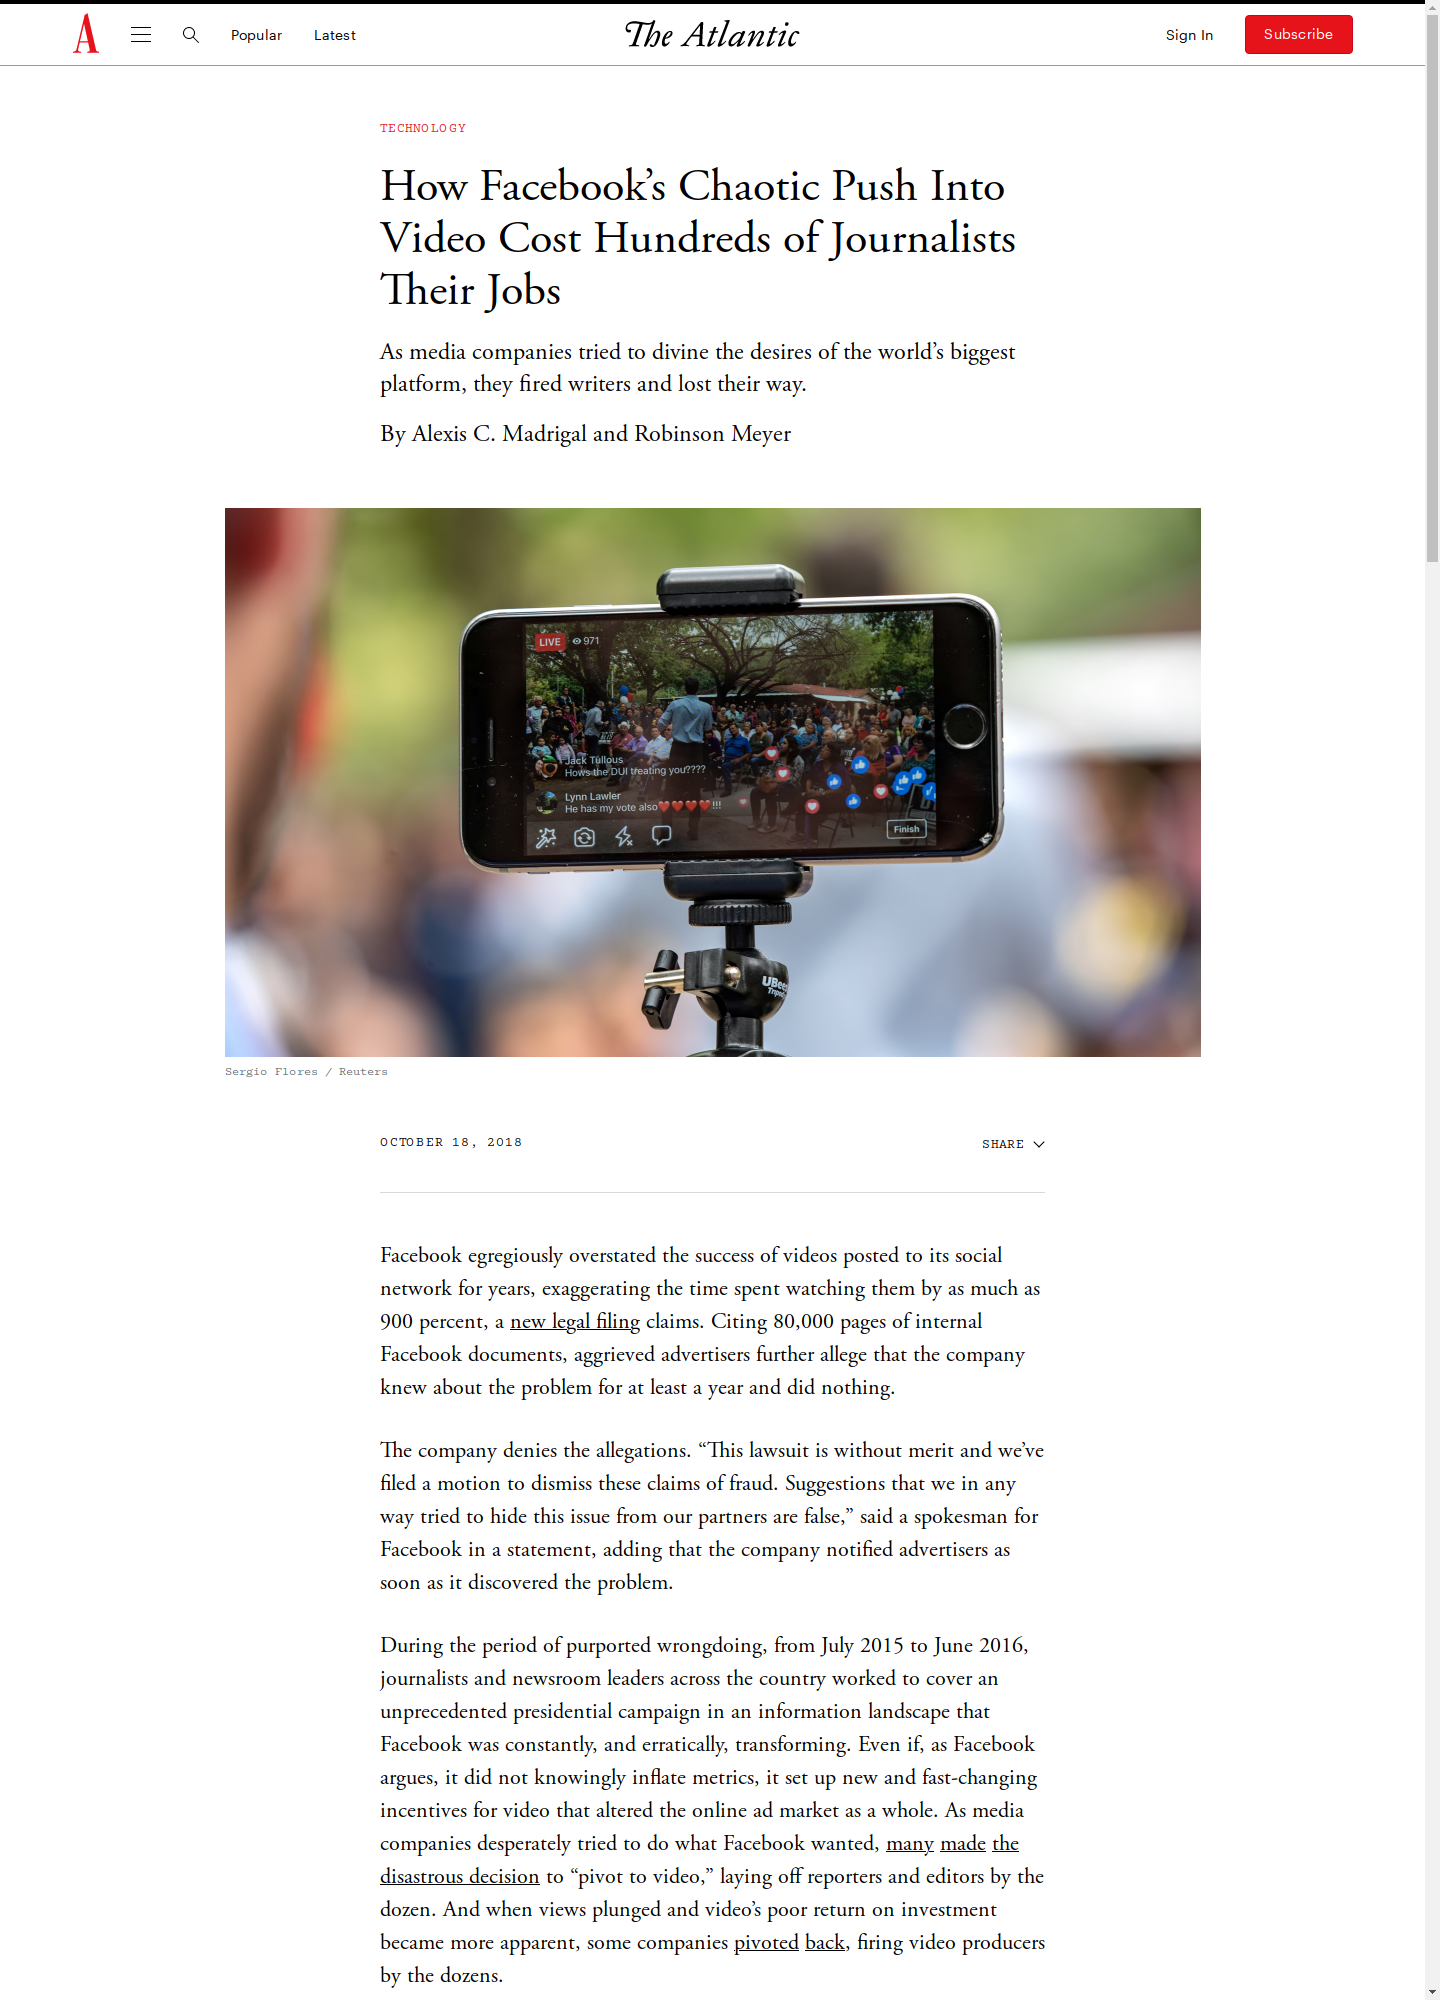 A
Popular
Latest
The Atlantic
Sign In
Subscribe
TECHNOLOGY
How Facebook’s Chaotic Push Into
Video Cost Hundreds of Journalists
Their Jobs
As media companies tried to divine the desires of the world’s biggest
platform, they fired writers and lost their way.
By Alexis C. Madrigal and Robinson Meyer
LIVE 971
Jack Tullous
Hows the DUI treating you????
Lynn Lawler
He has my vote also❤❤❤❤!!!
Finish
Sergio Flores / Reuters
OCTOBER 18, 2018
SHARE
Facebook egregiously overstated the success of videos posted to its social
network for years, exaggerating the time spent watching them by as much as
900 percent, a new legal filing claims. Citing 80,000 pages of internal
Facebook documents, aggrieved advertisers further allege that the company
knew about the problem for at least a year and did nothing.
The company denies the allegations. “This lawsuit is without merit and we’ve
filed a motion to dismiss these claims of fraud. Suggestions that we in any
way tried to hide this issue from our partners are false,” said a spokesman for
Facebook in a statement, adding that the company notified advertisers as
soon as it discovered the problem.
During the period of purported wrongdoing, from July 2015 to June 2016,
journalists and newsroom leaders across the country worked to cover an
unprecedented presidential campaign in an information landscape that
Facebook was constantly, and erratically, transforming. Even if, as Facebook
argues, it did not knowingly inflate metrics, it set up new and fast-changing
incentives for video that altered the online ad market as a whole. As media
companies desperately tried to do what Facebook wanted, many made the
disastrous decision to “pivot to video,” laying off reporters and editors by the
dozen. And when views plunged and video’s poor return on investment
became more apparent, some companies pivoted back, firing video producers
by the dozens.